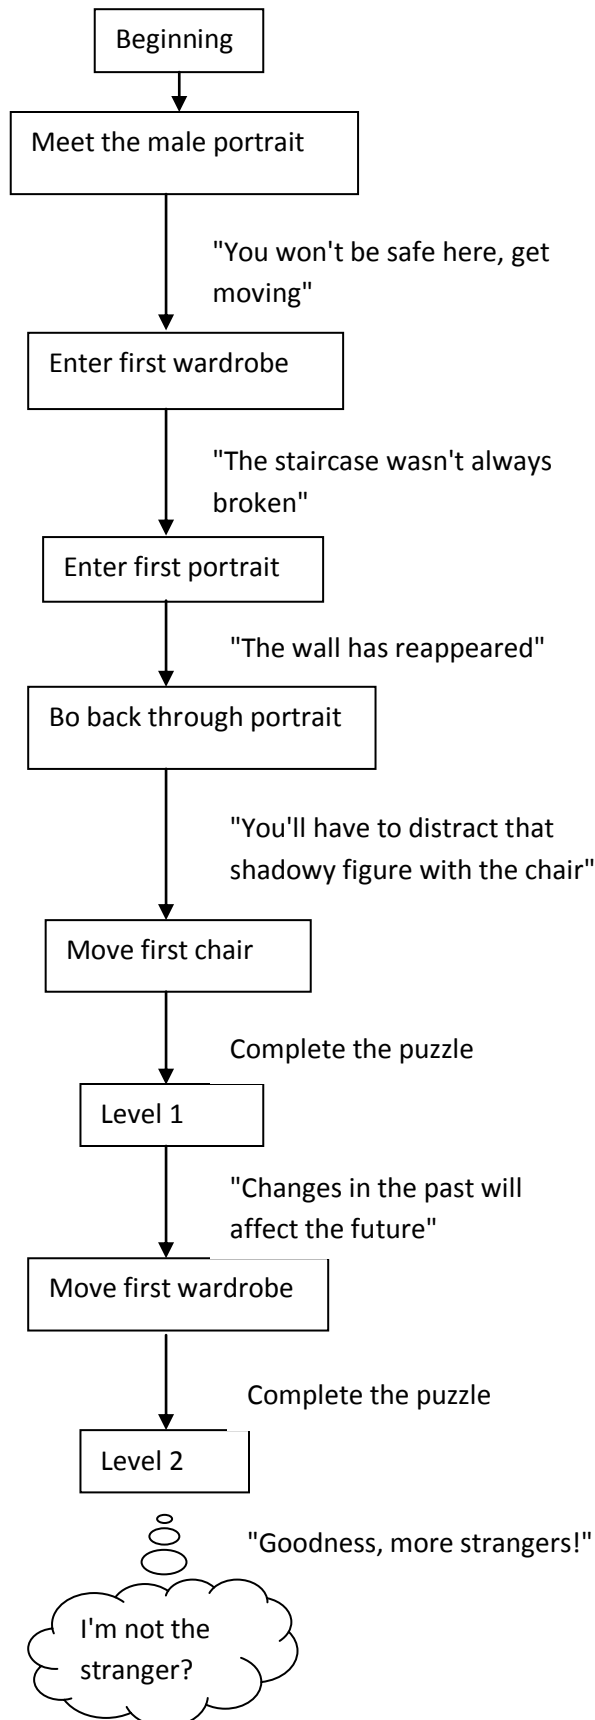 Beginning
Meet the male portrait
"You won't be safe here, get
moving"
Enter first wardrobe
"The staircase wasn't always
broken"
Enter first portrait
"The wall has reappeared"
Bo back through portrait
"You'll have to distract that
shadowy figure with the chair"
Move first chair
Complete the puzzle
Level 1
"Changes in the past will
affect the future"
Move first wardrobe
Complete the puzzle
Level 2
"Goodness, more strangers!"
I'm not the
stranger?